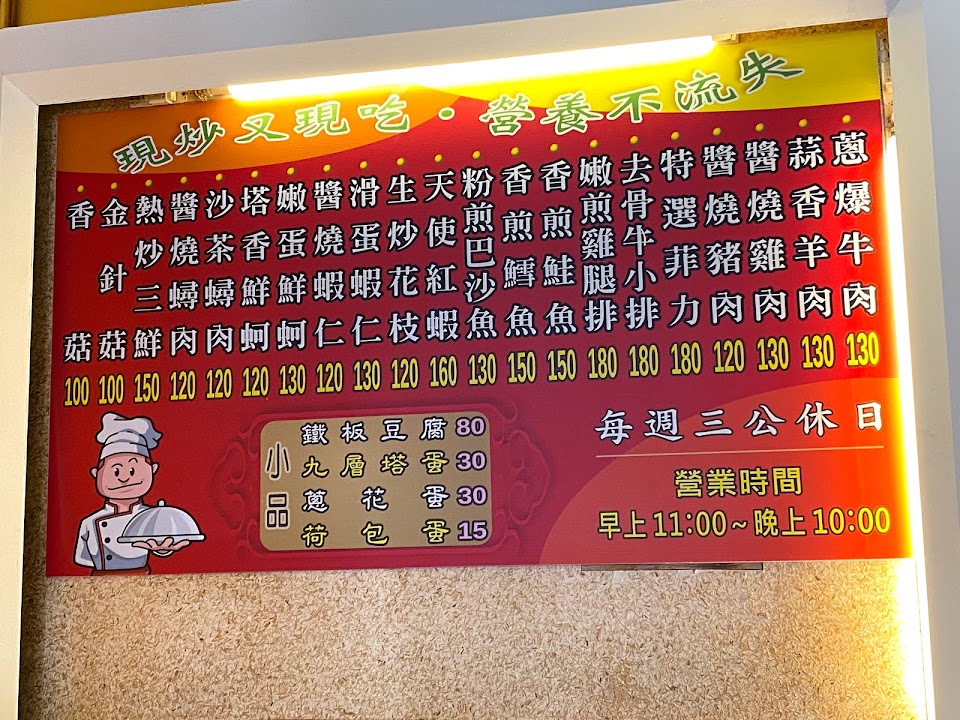 現炒又現吃・營養不流失
蔥爆牛肉 130
蒜香羊肉 130
醬燒雞肉 130
醬燒豬肉 120
特選菲力 180
去骨牛小排 180
嫩煎雞腿排 180
香煎鮭魚 150
香煎鱈魚 150
粉煎巴沙魚 130
天使紅蝦 160
生炒花枝 120
滑蛋蝦仁 130
醬燒蝦仁 120
嫩蛋鮮蚵 130
塔香鮮蚵 120
沙茶蟳肉 120
醬燒蟳肉 120
熱炒三鮮 150
金針菇 100
香菇 100
小品
鐵板豆腐 80
九層塔蛋 30
蔥花蛋 30
荷包蛋 15
每週三公休日
營業時間
早上11:00~晚上10:00